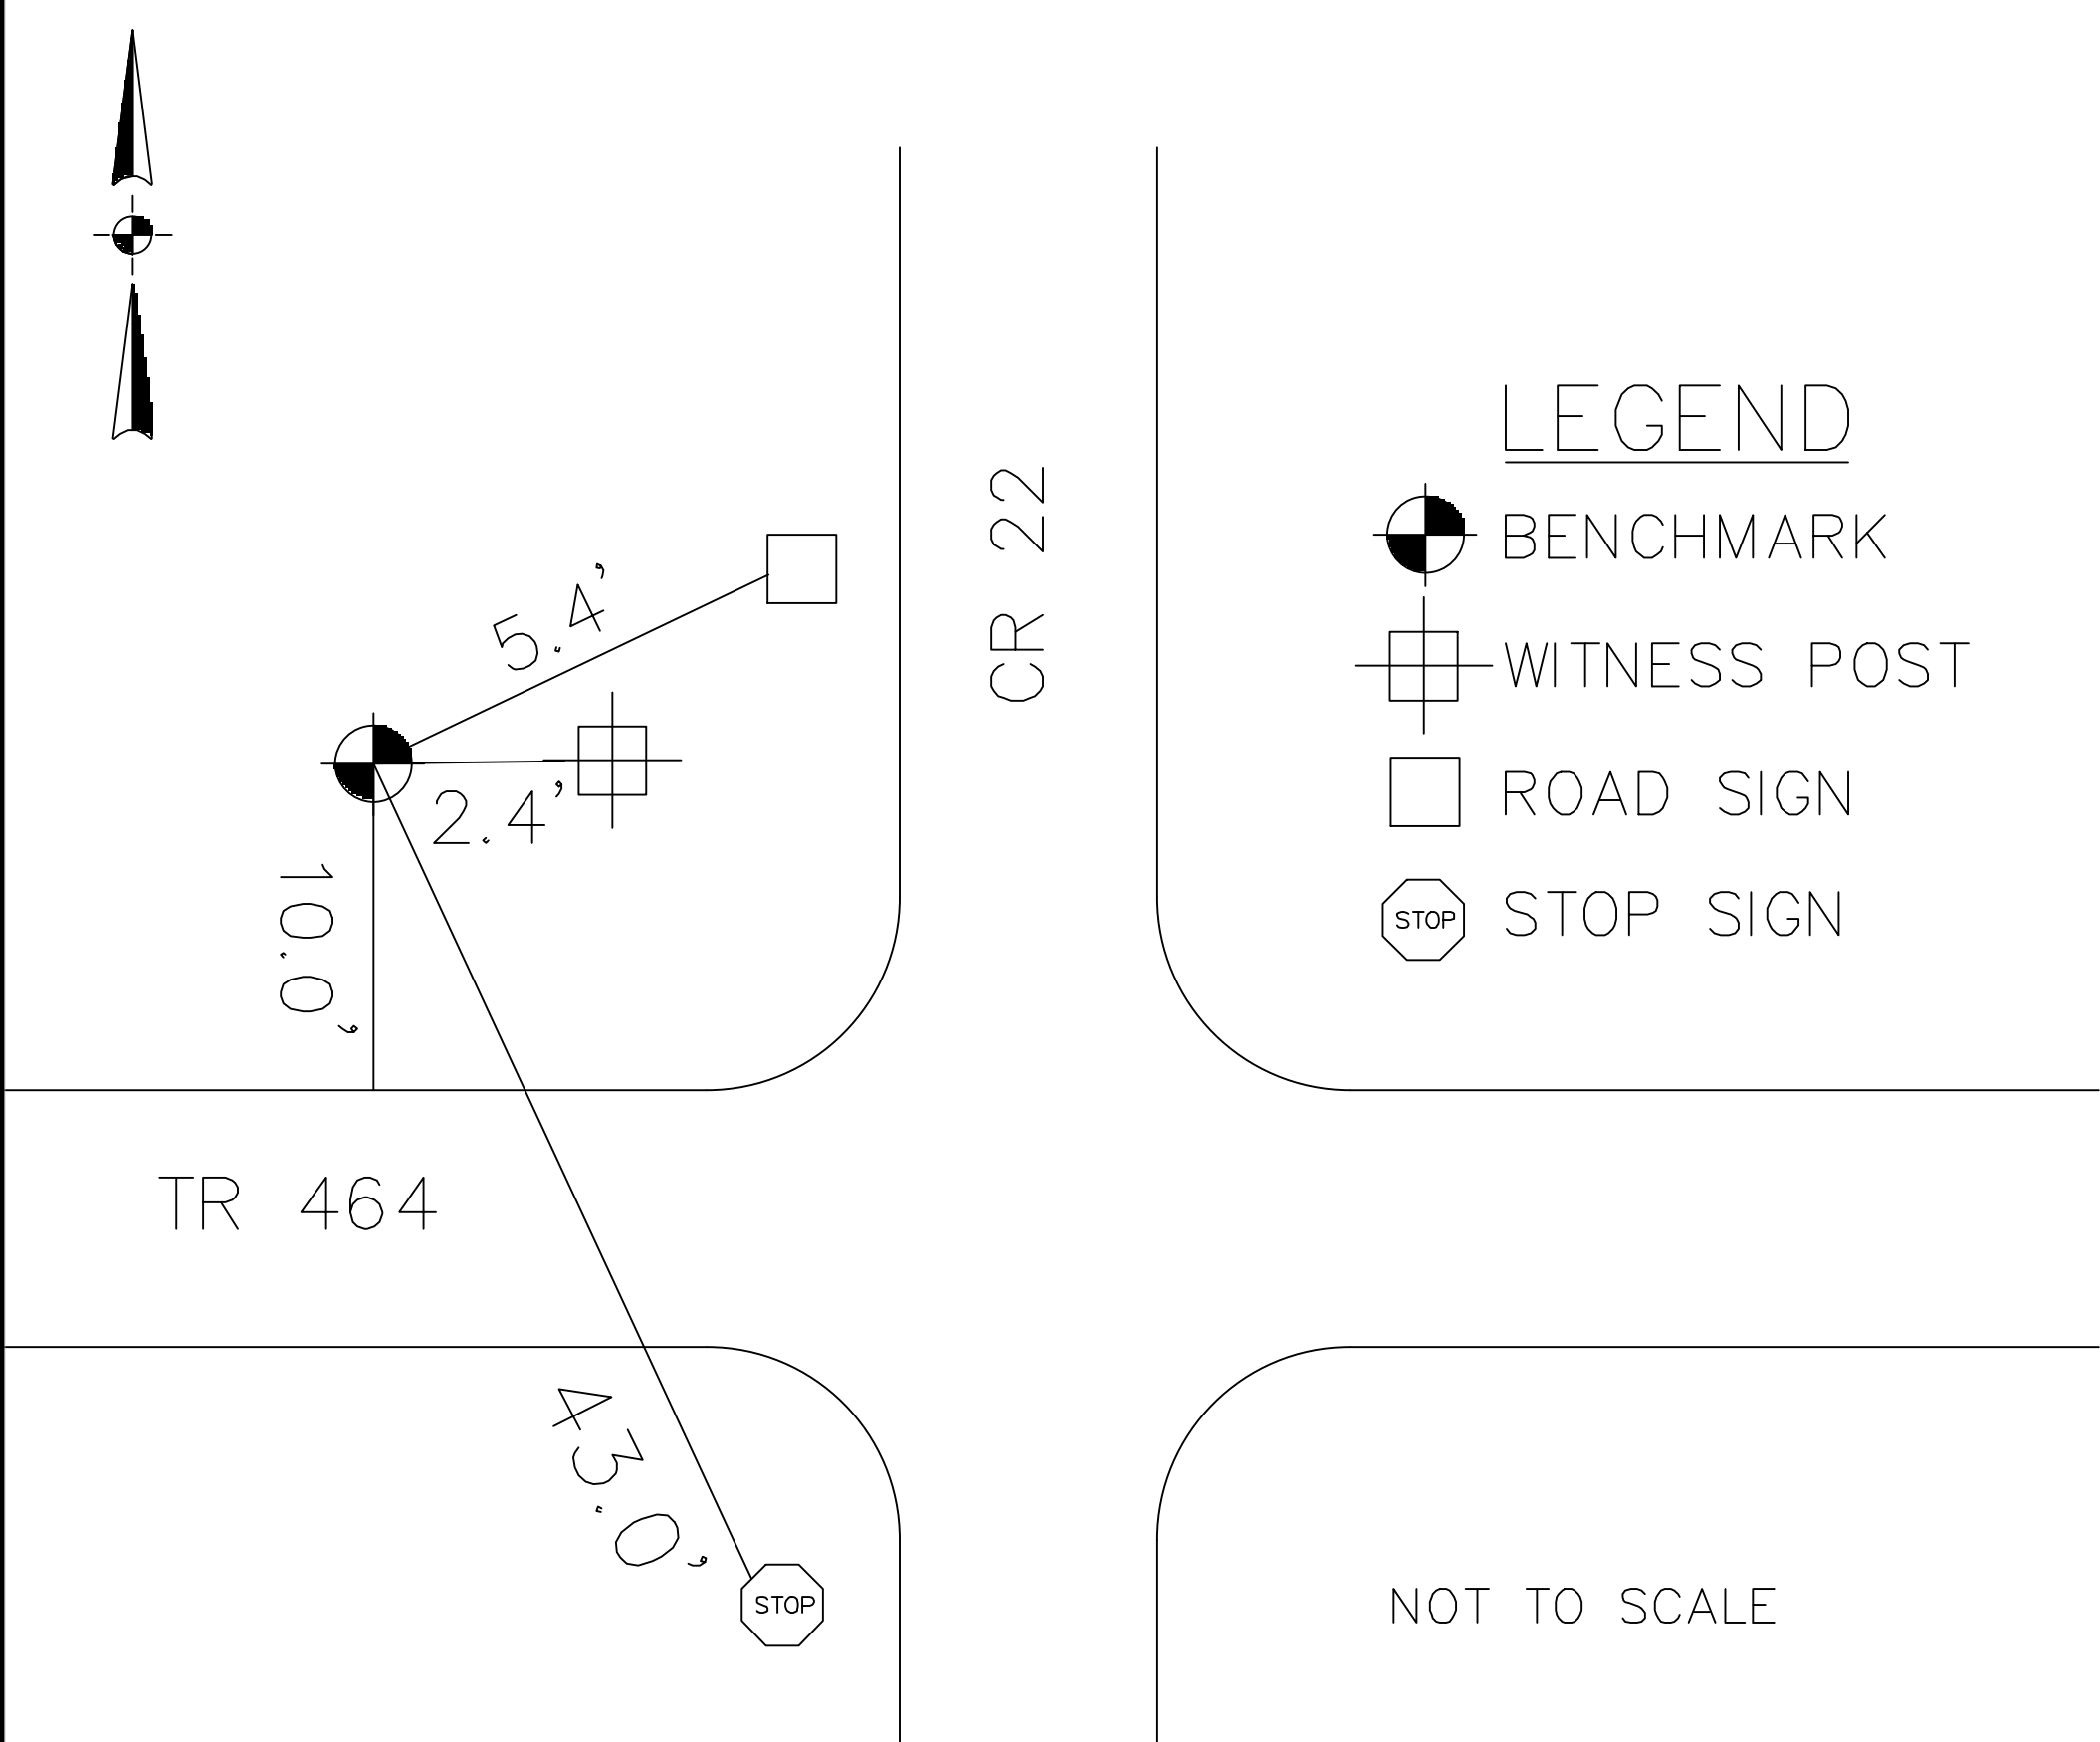 LEGEND
BENCHMARK
WITNESS POST
ROAD SIGN
STOP
STOP SIGN
CR 22
5.4'
2.4'
10.0'
TR 464
43.0'
STOP
NOT TO SCALE